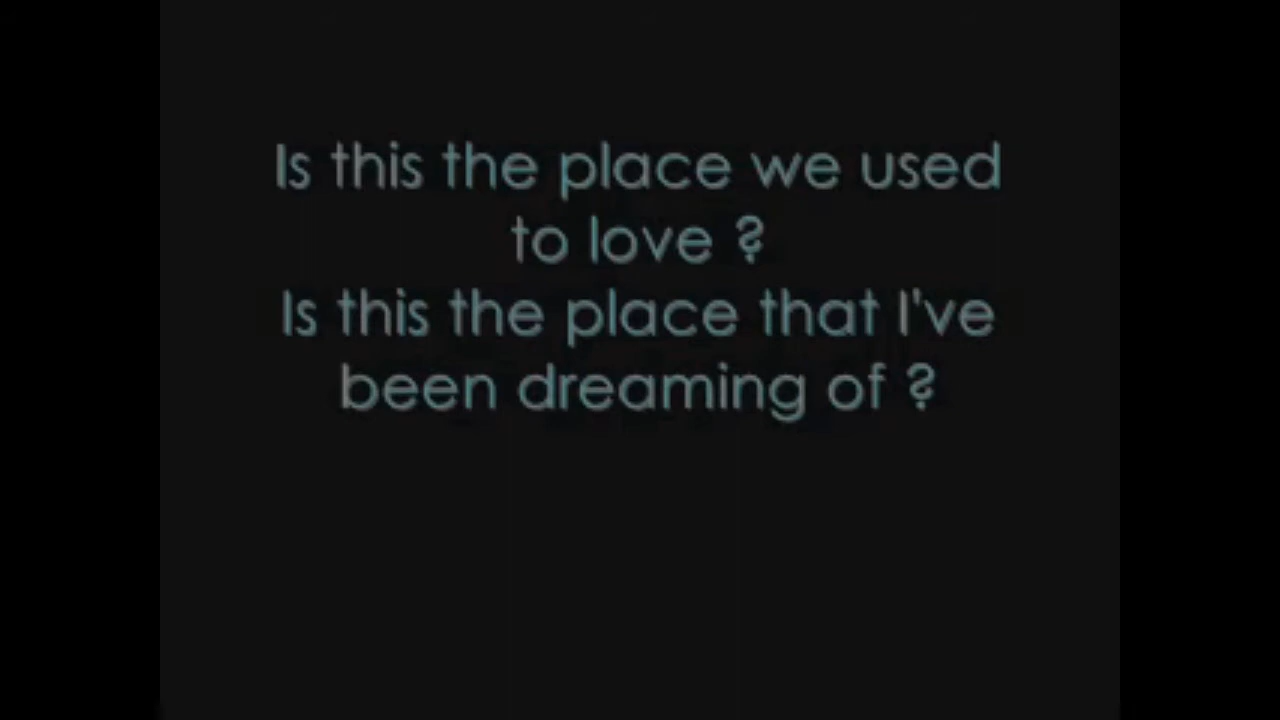 Is this the place we used
to love ?
Is this the place that I've
been dreaming of ?